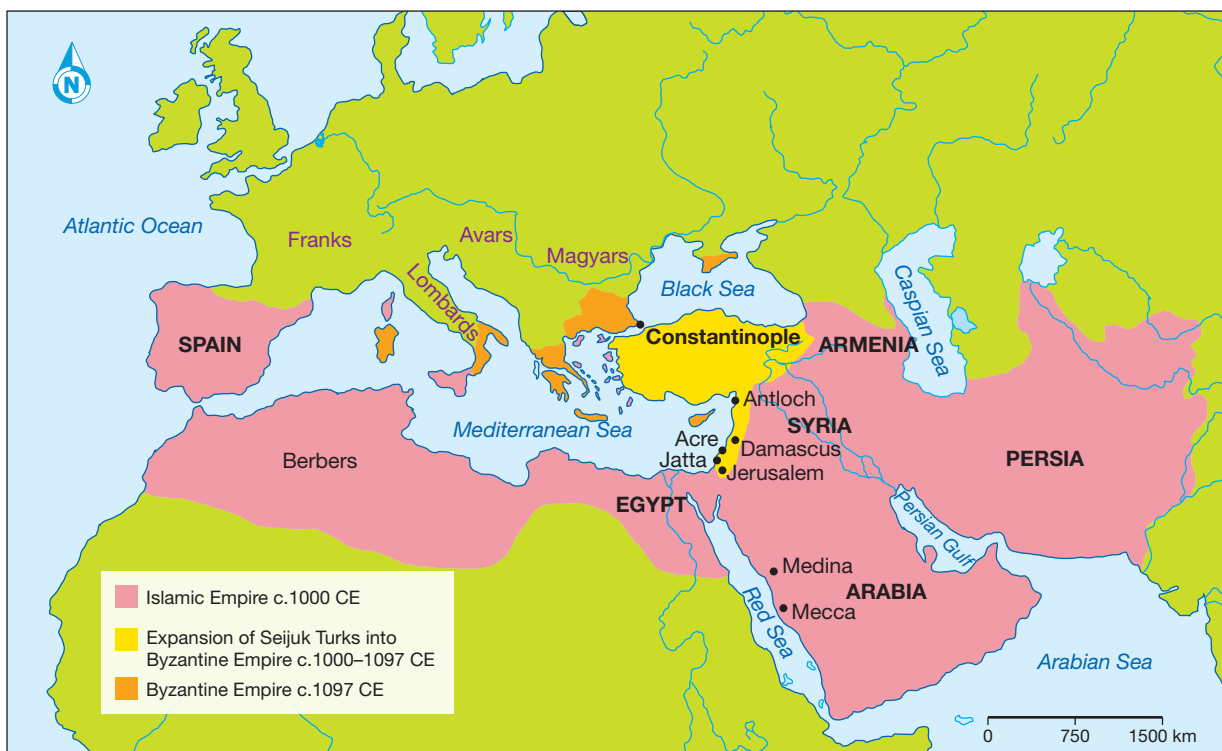 N
Atlantic Ocean
Franks
Avars
Magyars
Lombards
Black Sea
Caspian Sea
SPAIN
Constantinople
ARMENIA
Antloch
Mediterranean Sea
SYRIA
Acre
Damascus
Jatta
Jerusalem
Berbers
PERSIA
EGYPT
Persian Gulf
Medina
ARABIA
Mecca
Red Sea
Arabian Sea
Islamic Empire c.1000 CE
Expansion of Seijuk Turks into
Byzantine Empire c.1000–1097 CE
Byzantine Empire c.1097 CE
0 750 1500 km